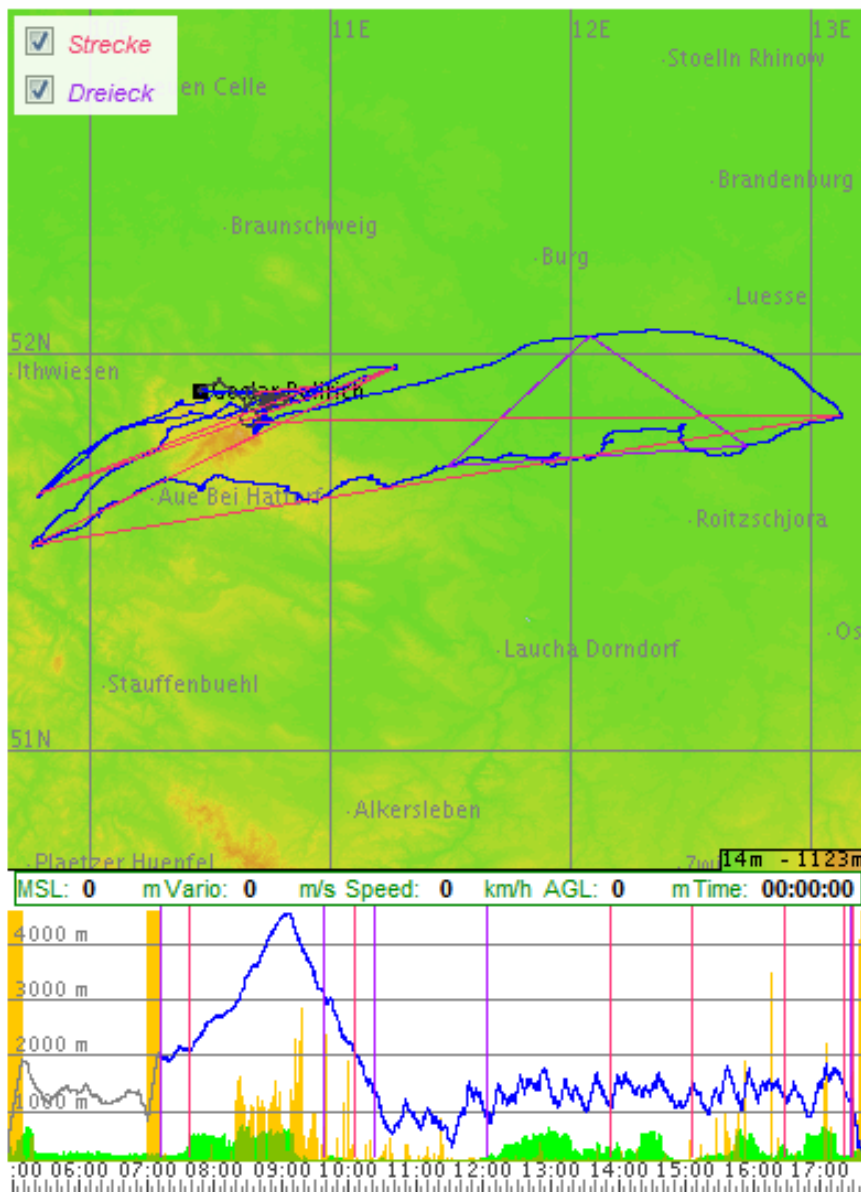 11E
12E
13E
Strecke
Stoelln Rhinow
Dreieck
en Celle
Brandenburg
Braunschweig
Burg
Luesse
52N
Ithwiesen
Aue Bei Hattorf
Roitzschjora
Os
Laucha Dorndorf
Stauffenbuehl
51N
Alkersleben
Plaetzer Huenfel
14m - 1123m
MSL: 0 m Vario: 0 m/s Speed: 0 km/h AGL: 0 m Time: 00:00:00
4000 m
3000 m
2000 m
1000 m
:00 06:00 07:00 08:00 09:00 10:00 11:00 12:00 13:00 14:00 15:00 16:00 17:00